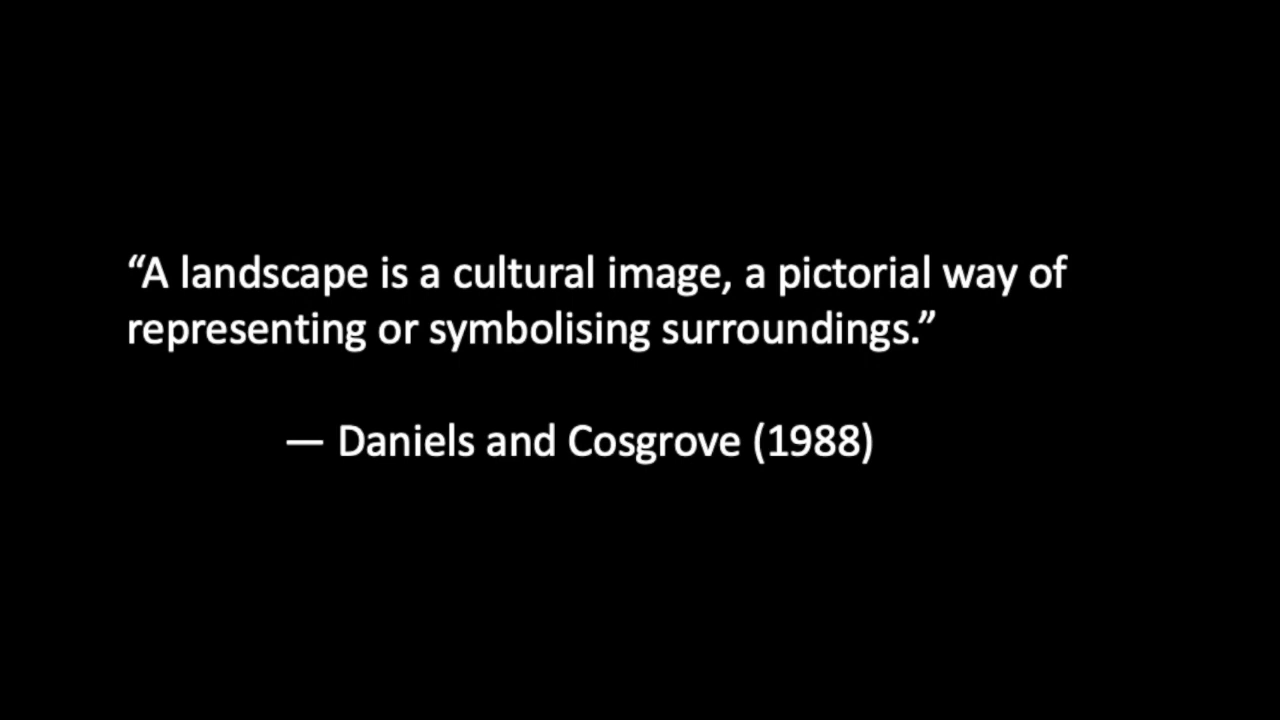 “A landscape is a cultural image, a pictorial way of
representing or symbolising surroundings.”
— Daniels and Cosgrove (1988)